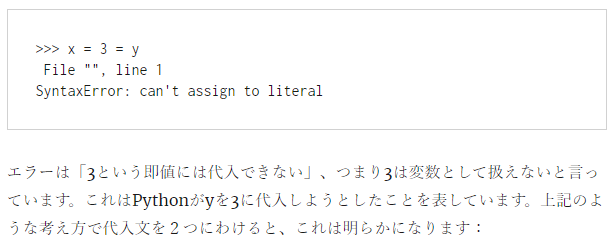 >>> x = 3 = y
File "", line 1
SyntaxError: can't assign to literal
エラーは「3という即値には代入できない」、つまり3は変数として扱えないと言っ
ています。これはPythonがyを3に代入しようとしたことを表しています。上記のよ
うな考え方で代入文を２つにわけると、これは明らかになります：